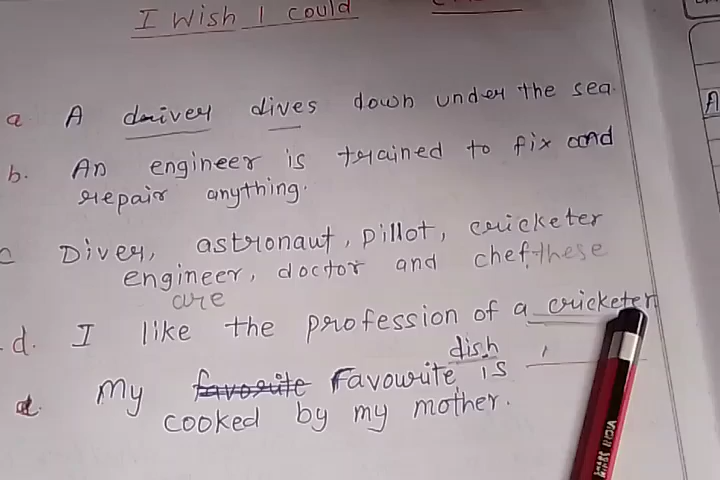 I Wish I could
a A driver dives down under the sea.
b. An engineer is trained to fix and
repair anything.
c Diver, astronaut, pillot, cricketer
engineer, doctor and chef. these
are
d. I like the profession of a cricketer
dish
d. My favorite Favourite is
cooked by my mother.
A